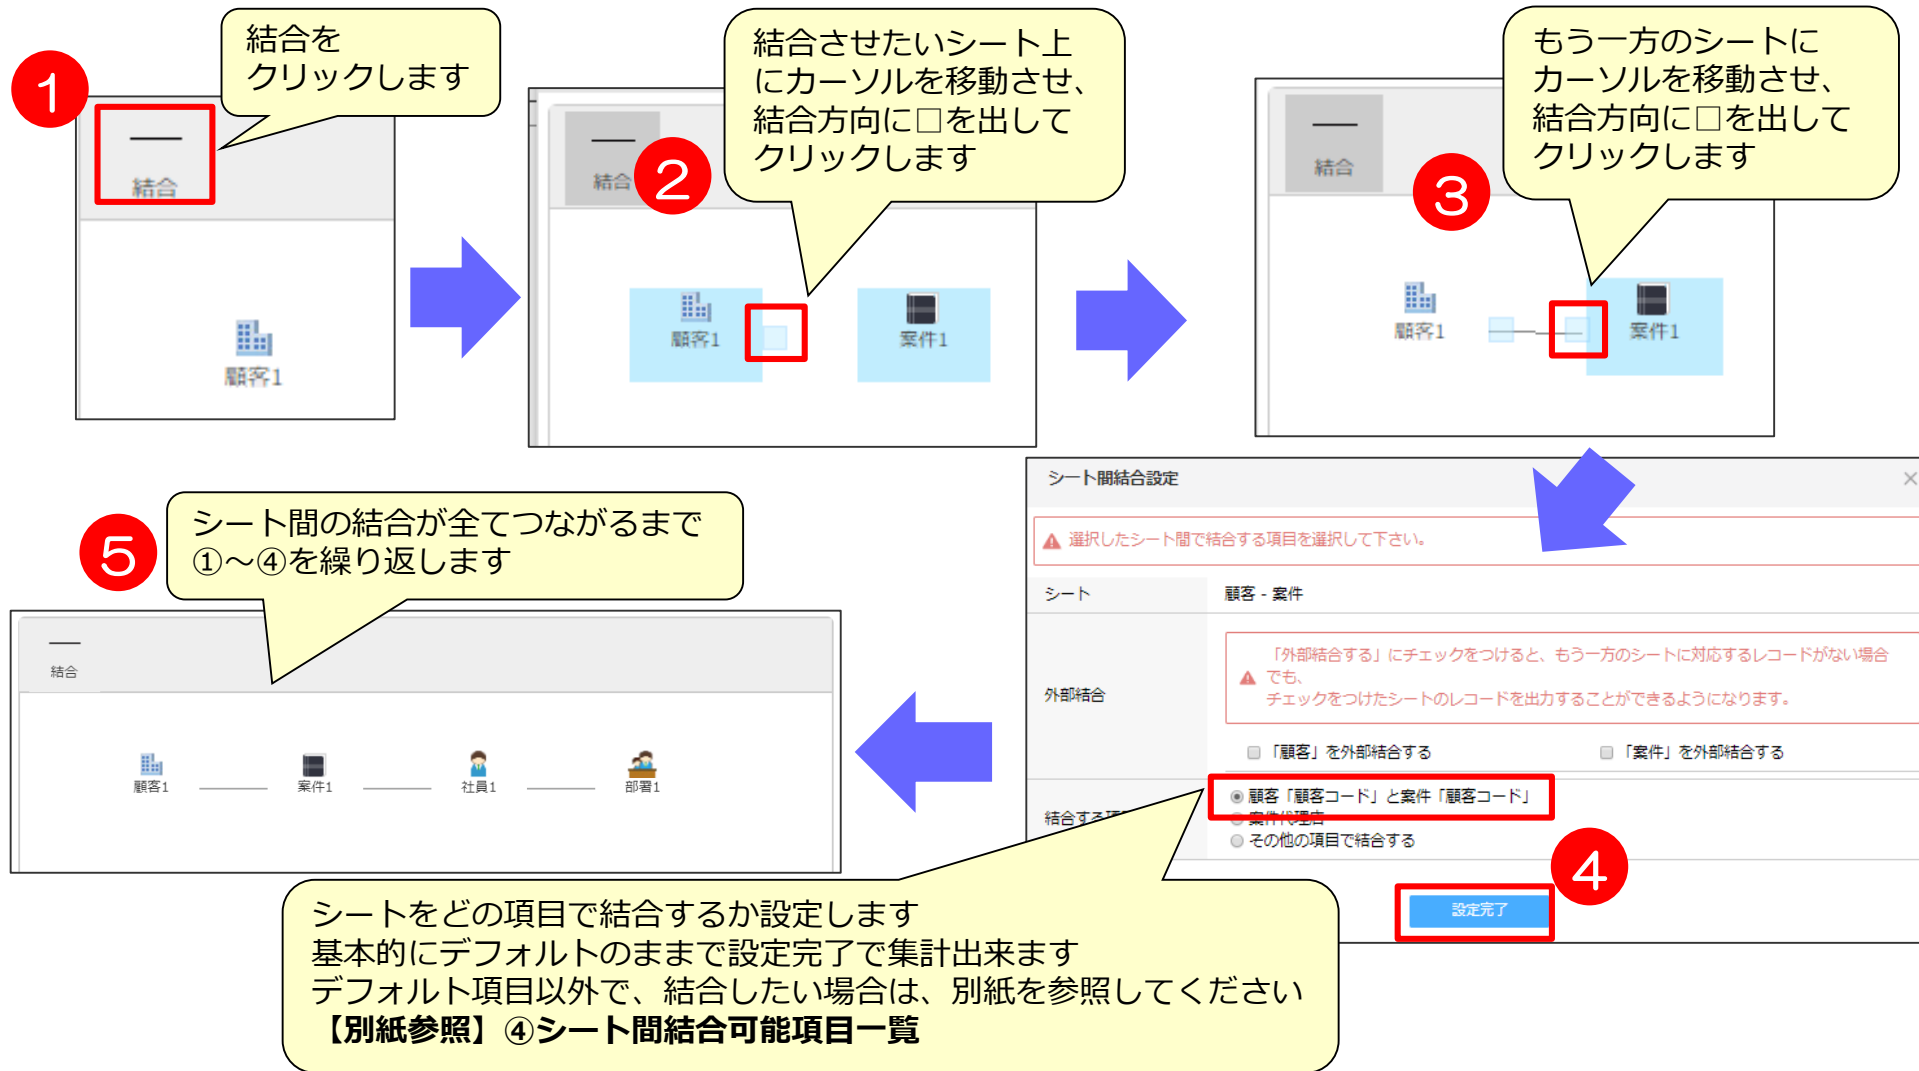 1
結合を
クリックします
結合
顧客1
2
結合させたいシート上
にカーソルを移動させ、
結合方向に□を出して
クリックします
結合
顧客1
案件1
3
もう一方のシートに
カーソルを移動させ、
結合方向に□を出して
クリックします
結合
顧客1
案件1
シート間結合設定
×
選択したシート間で結合する項目を選択して下さい。
シート
顧客 - 案件
外部結合
「外部結合する」にチェックをつけると、もう一方のシートに対応するレコードがない場合
でも、
チェックをつけたシートのレコードを出力することができるようになります。
「顧客」を外部結合する
「案件」を外部結合する
結合する項
顧客「顧客コード」と案件「顧客コード」
案件代理店
その他の項目で結合する
4
設定完了
シートをどの項目で結合するか設定します
基本的にデフォルトのままで設定完了で集計出来ます
デフォルト項目以外で、結合したい場合は、別紙を参照してください
【別紙参照】④シート間結合可能項目一覧
5
シート間の結合が全てつながるまで
①～④を繰り返します
結合
顧客1
案件1
社員1
部署1